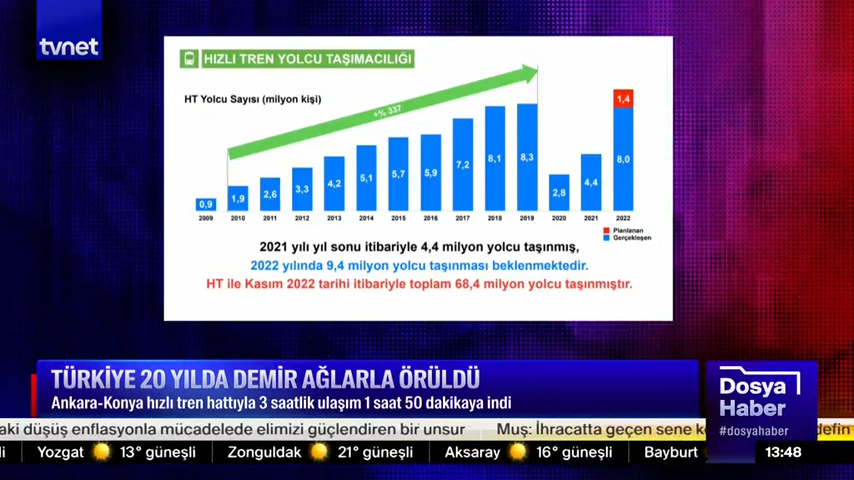 tvnet
HIZLI TREN YOLCU TAŞIMACILIĞI
HT Yolcu Sayısı (milyon kişi)
+% 337
0,9 1,9 2,6 3,3 4,2 5,1 5,7 5,9 7,2 8,1 8,3 2,8 4,4 8,0 1,4
2009 2010 2011 2012 2013 2014 2015 2016 2017 2018 2019 2020 2021 2022
Planlanan
Gerçekleşen
2021 yılı yıl sonu itibariyle 4,4 milyon yolcu taşınmış,
2022 yılında 9,4 milyon yolcu taşınması beklenmektedir.
HT ile Kasım 2022 tarihi itibariyle toplam 68,4 milyon yolcu taşınmıştır.
TÜRKİYE 20 YILDA DEMİR AĞLARLA ÖRÜLDÜ
Ankara-Konya hızlı tren hattıyla 3 saatlik ulaşım 1 saat 50 dakikaya indi
Dosya
Haber
#dosyahaber
aki düşüş enflasyonla mücadelede elimizi güçlendiren bir unsur Muş: İhracatta geçen sene k defin
Yozgat 13° güneşli Zonguldak 21° güneşli Aksaray 16° güneşli Bayburt
13:48